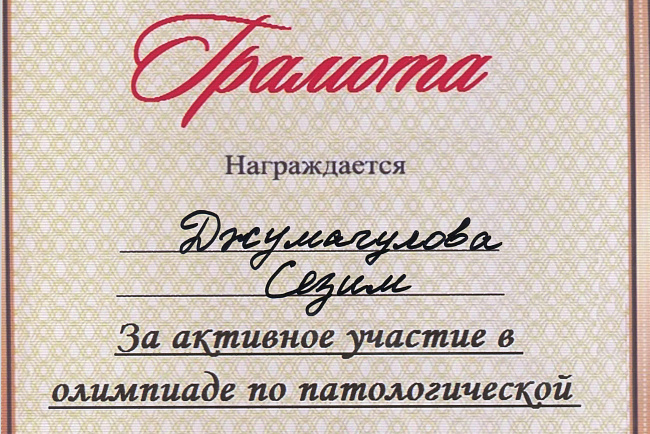 Грамота
Награждается
Джумагулова
Сезим
За активное участие в
олимпиаде по патологической